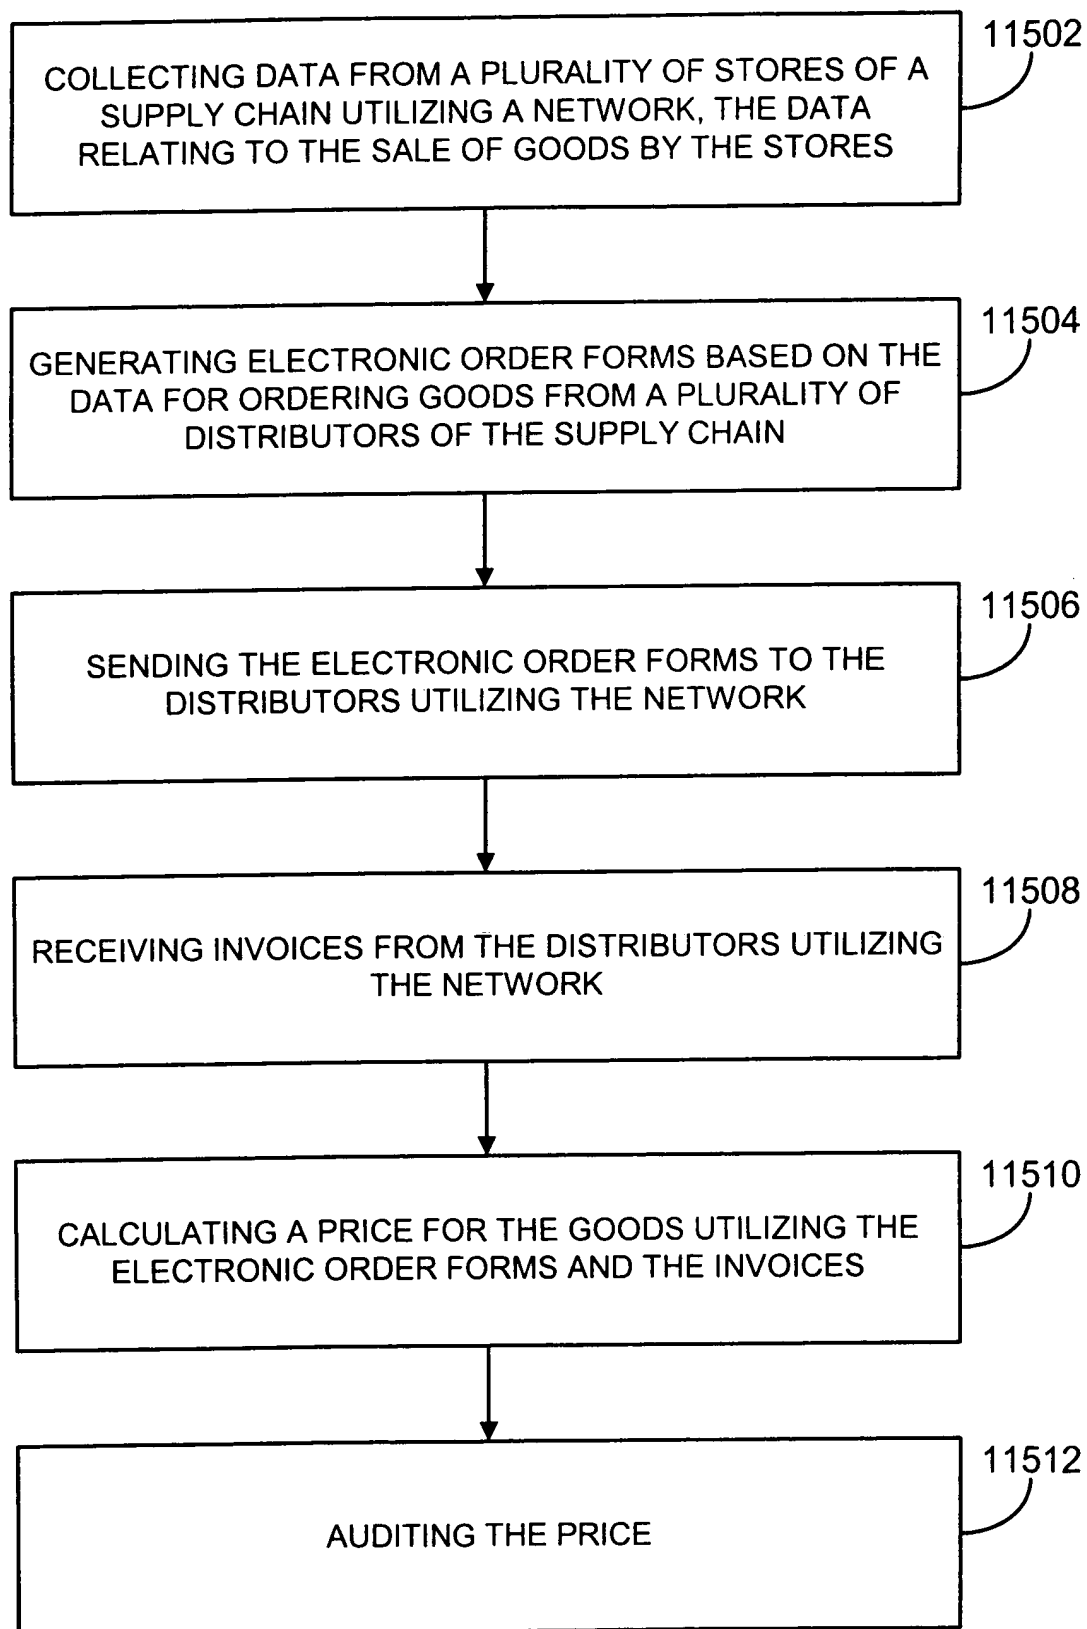 11502
COLLECTING DATA FROM A PLURALITY OF STORES OF A
SUPPLY CHAIN UTILIZING A NETWORK, THE DATA
RELATING TO THE SALE OF GOODS BY THE STORES
11504
GENERATING ELECTRONIC ORDER FORMS BASED ON THE
DATA FOR ORDERING GOODS FROM A PLURALITY OF
DISTRIBUTORS OF THE SUPPLY CHAIN
11506
SENDING THE ELECTRONIC ORDER FORMS TO THE
DISTRIBUTORS UTILIZING THE NETWORK
11508
RECEIVING INVOICES FROM THE DISTRIBUTORS UTILIZING
THE NETWORK
11510
CALCULATING A PRICE FOR THE GOODS UTILIZING THE
ELECTRONIC ORDER FORMS AND THE INVOICES
11512
AUDITING THE PRICE